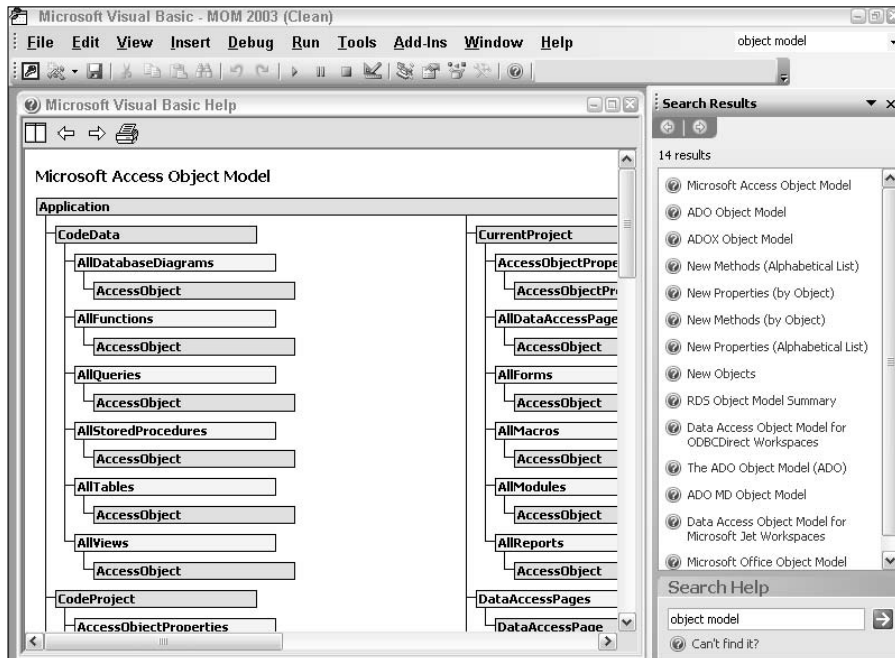 Microsoft Visual Basic - MOM 2003 (Clean)
File Edit View Insert Debug Run Tools Add-Ins Window Help
object model
Microsoft Visual Basic Help
Microsoft Access Object Model
Application
CodeData
AllDatabaseDiagrams
AccessObject
AllFunctions
AccessObject
AllQueries
AccessObject
AllStoredProcedures
AccessObject
AllTables
AccessObject
AllViews
AccessObject
CodeProject
AccessObjectProperties
CurrentProject
AccessObjectPrope
AccessObjectPr
AllDataAccessPage
AccessObject
AllForms
AccessObject
AllMacros
AccessObject
AllModules
AccessObject
AllReports
AccessObject
DataAccessPages
DataAccessPage
Search Results
14 results
Microsoft Access Object Model
ADO Object Model
ADOX Object Model
New Methods (Alphabetical List)
New Properties (by Object)
New Methods (by Object)
New Properties (Alphabetical List)
New Objects
RDS Object Model Summary
Data Access Object Model for
ODBCDirect Workspaces
The ADO Object Model (ADO)
ADO MD Object Model
Data Access Object Model for
Microsoft Jet Workspaces
Microsoft Office Object Model
Search Help
object model
Can't find it?